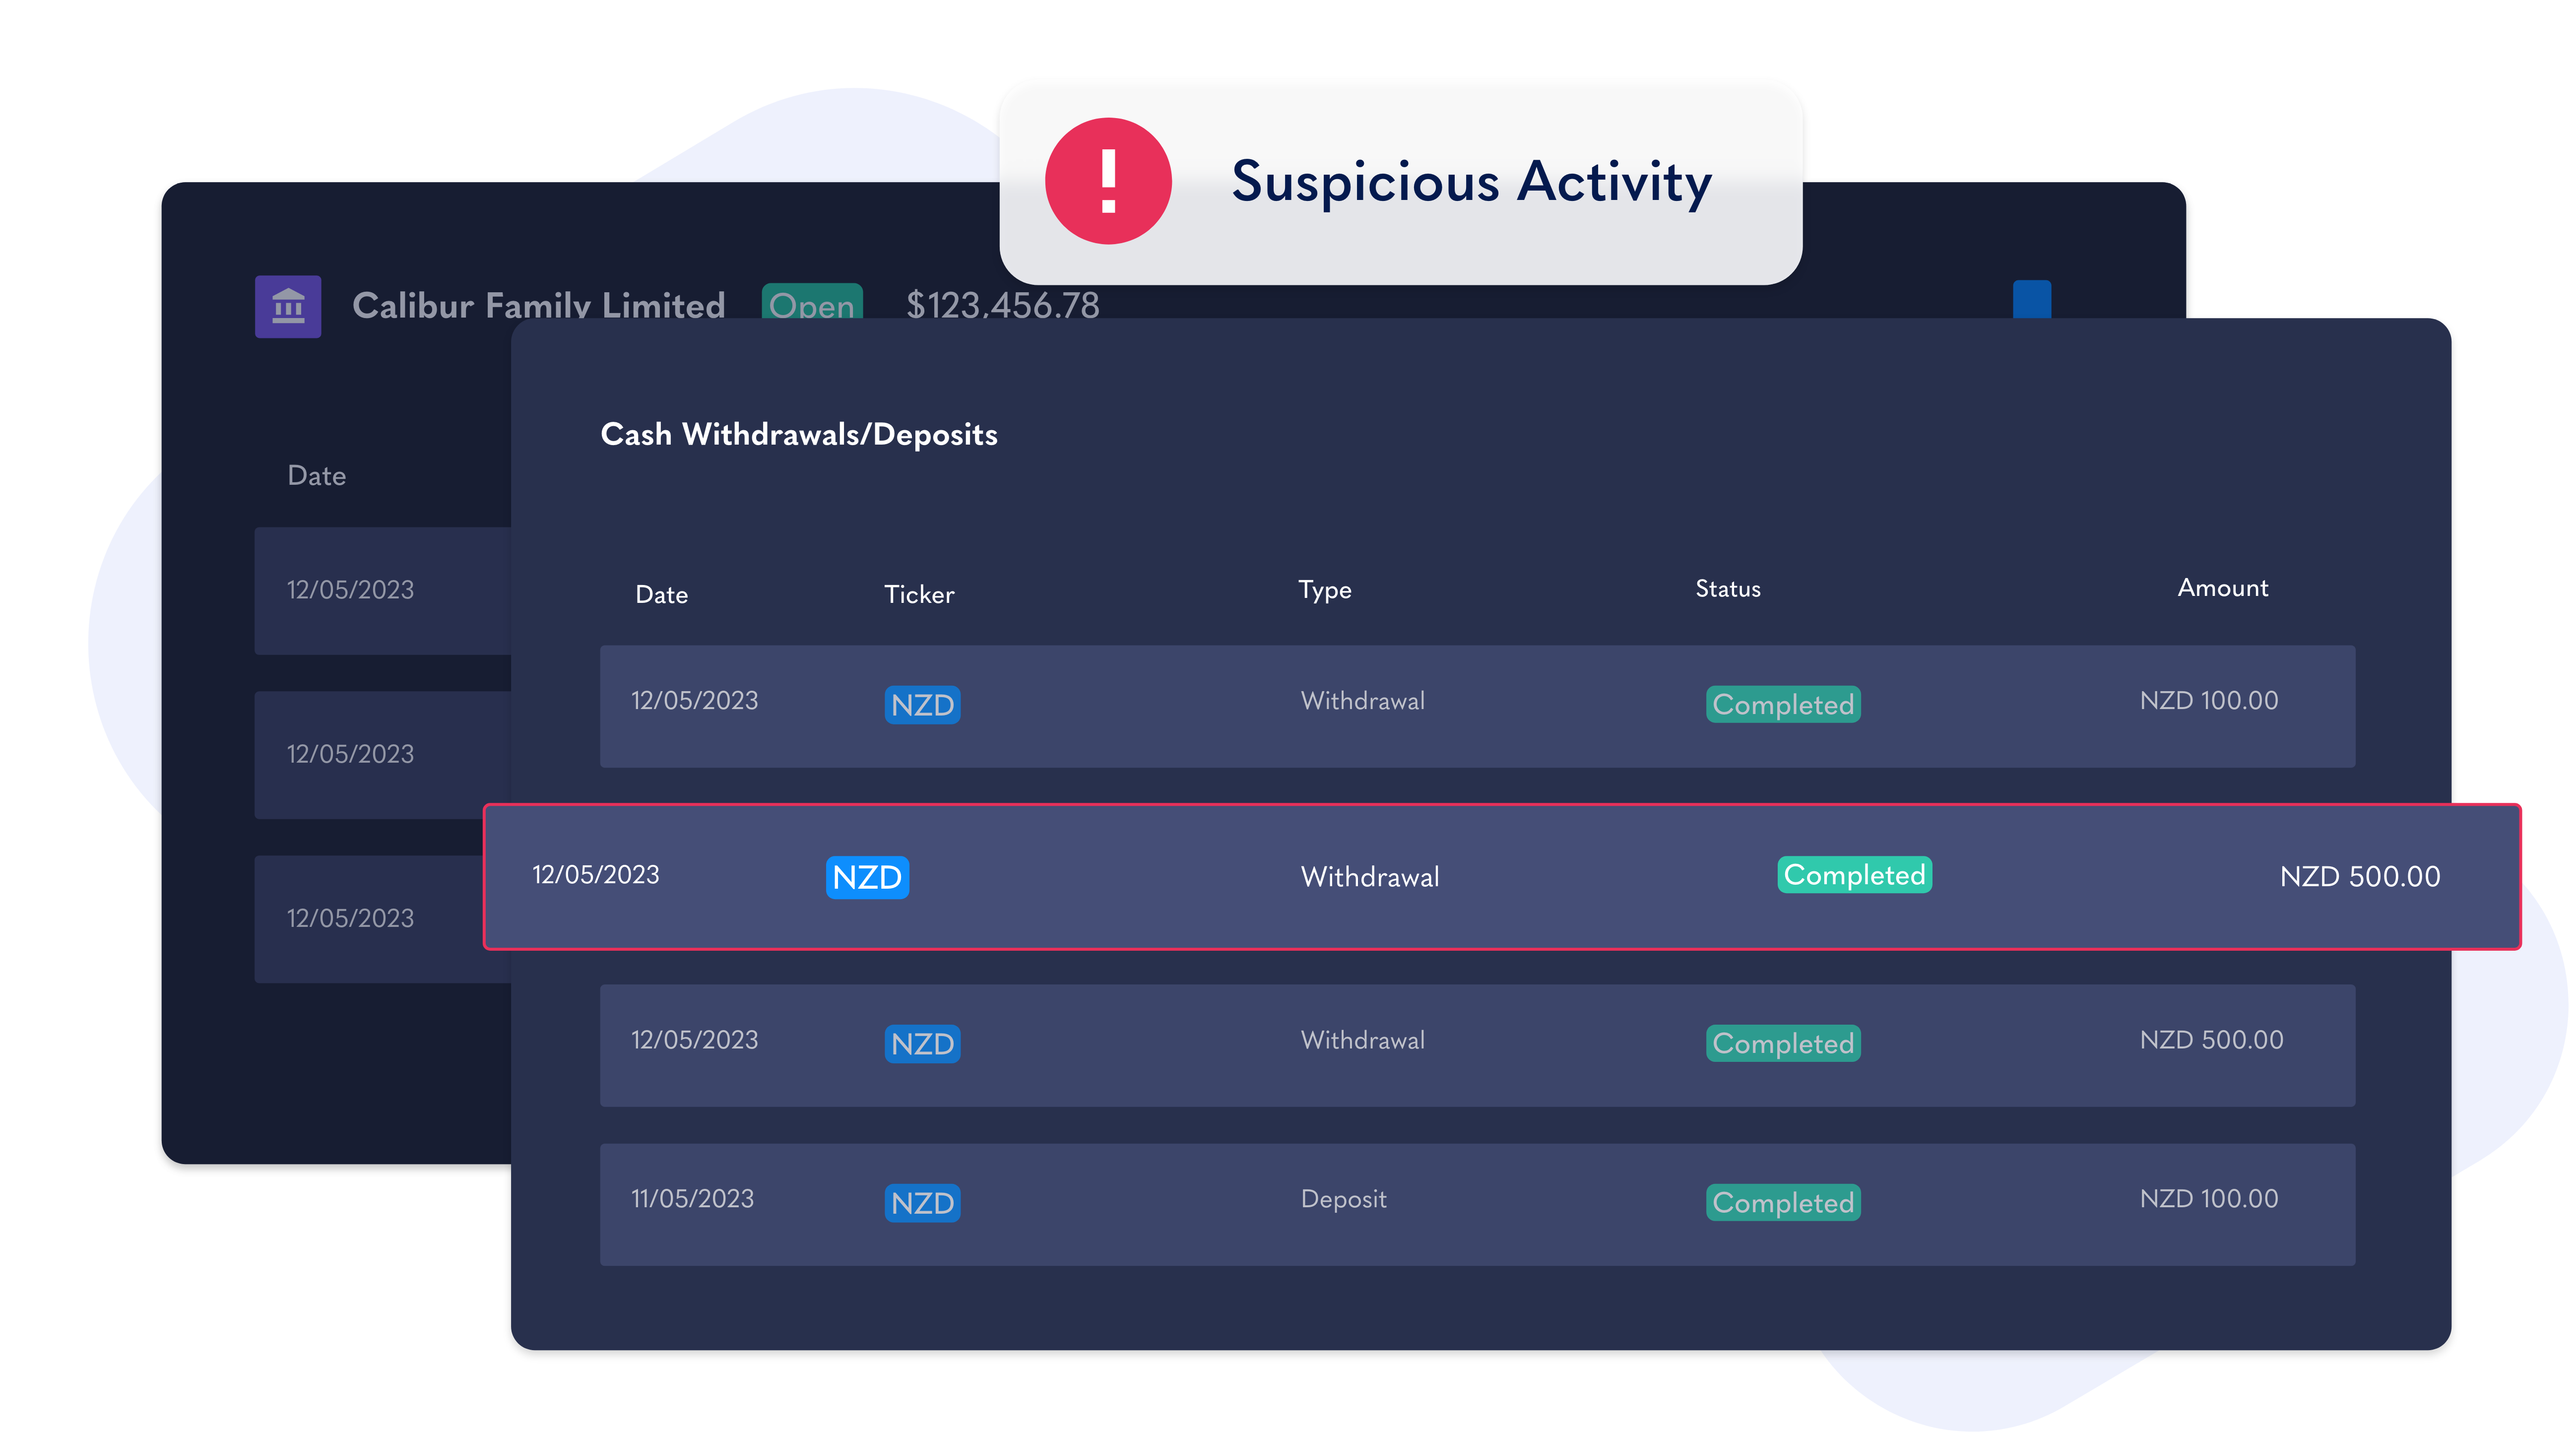 Suspicious Activity
Calibur Family Limited Open $123,456.78
Date
12/05/2023
12/05/2023
12/05/2023
Cash Withdrawals/Deposits
Date Ticker Type Status Amount
12/05/2023 NZD Withdrawal Completed NZD 100.00
12/05/2023 NZD Withdrawal Completed NZD 500.00
12/05/2023 NZD Withdrawal Completed NZD 500.00
11/05/2023 NZD Deposit Completed NZD 100.00